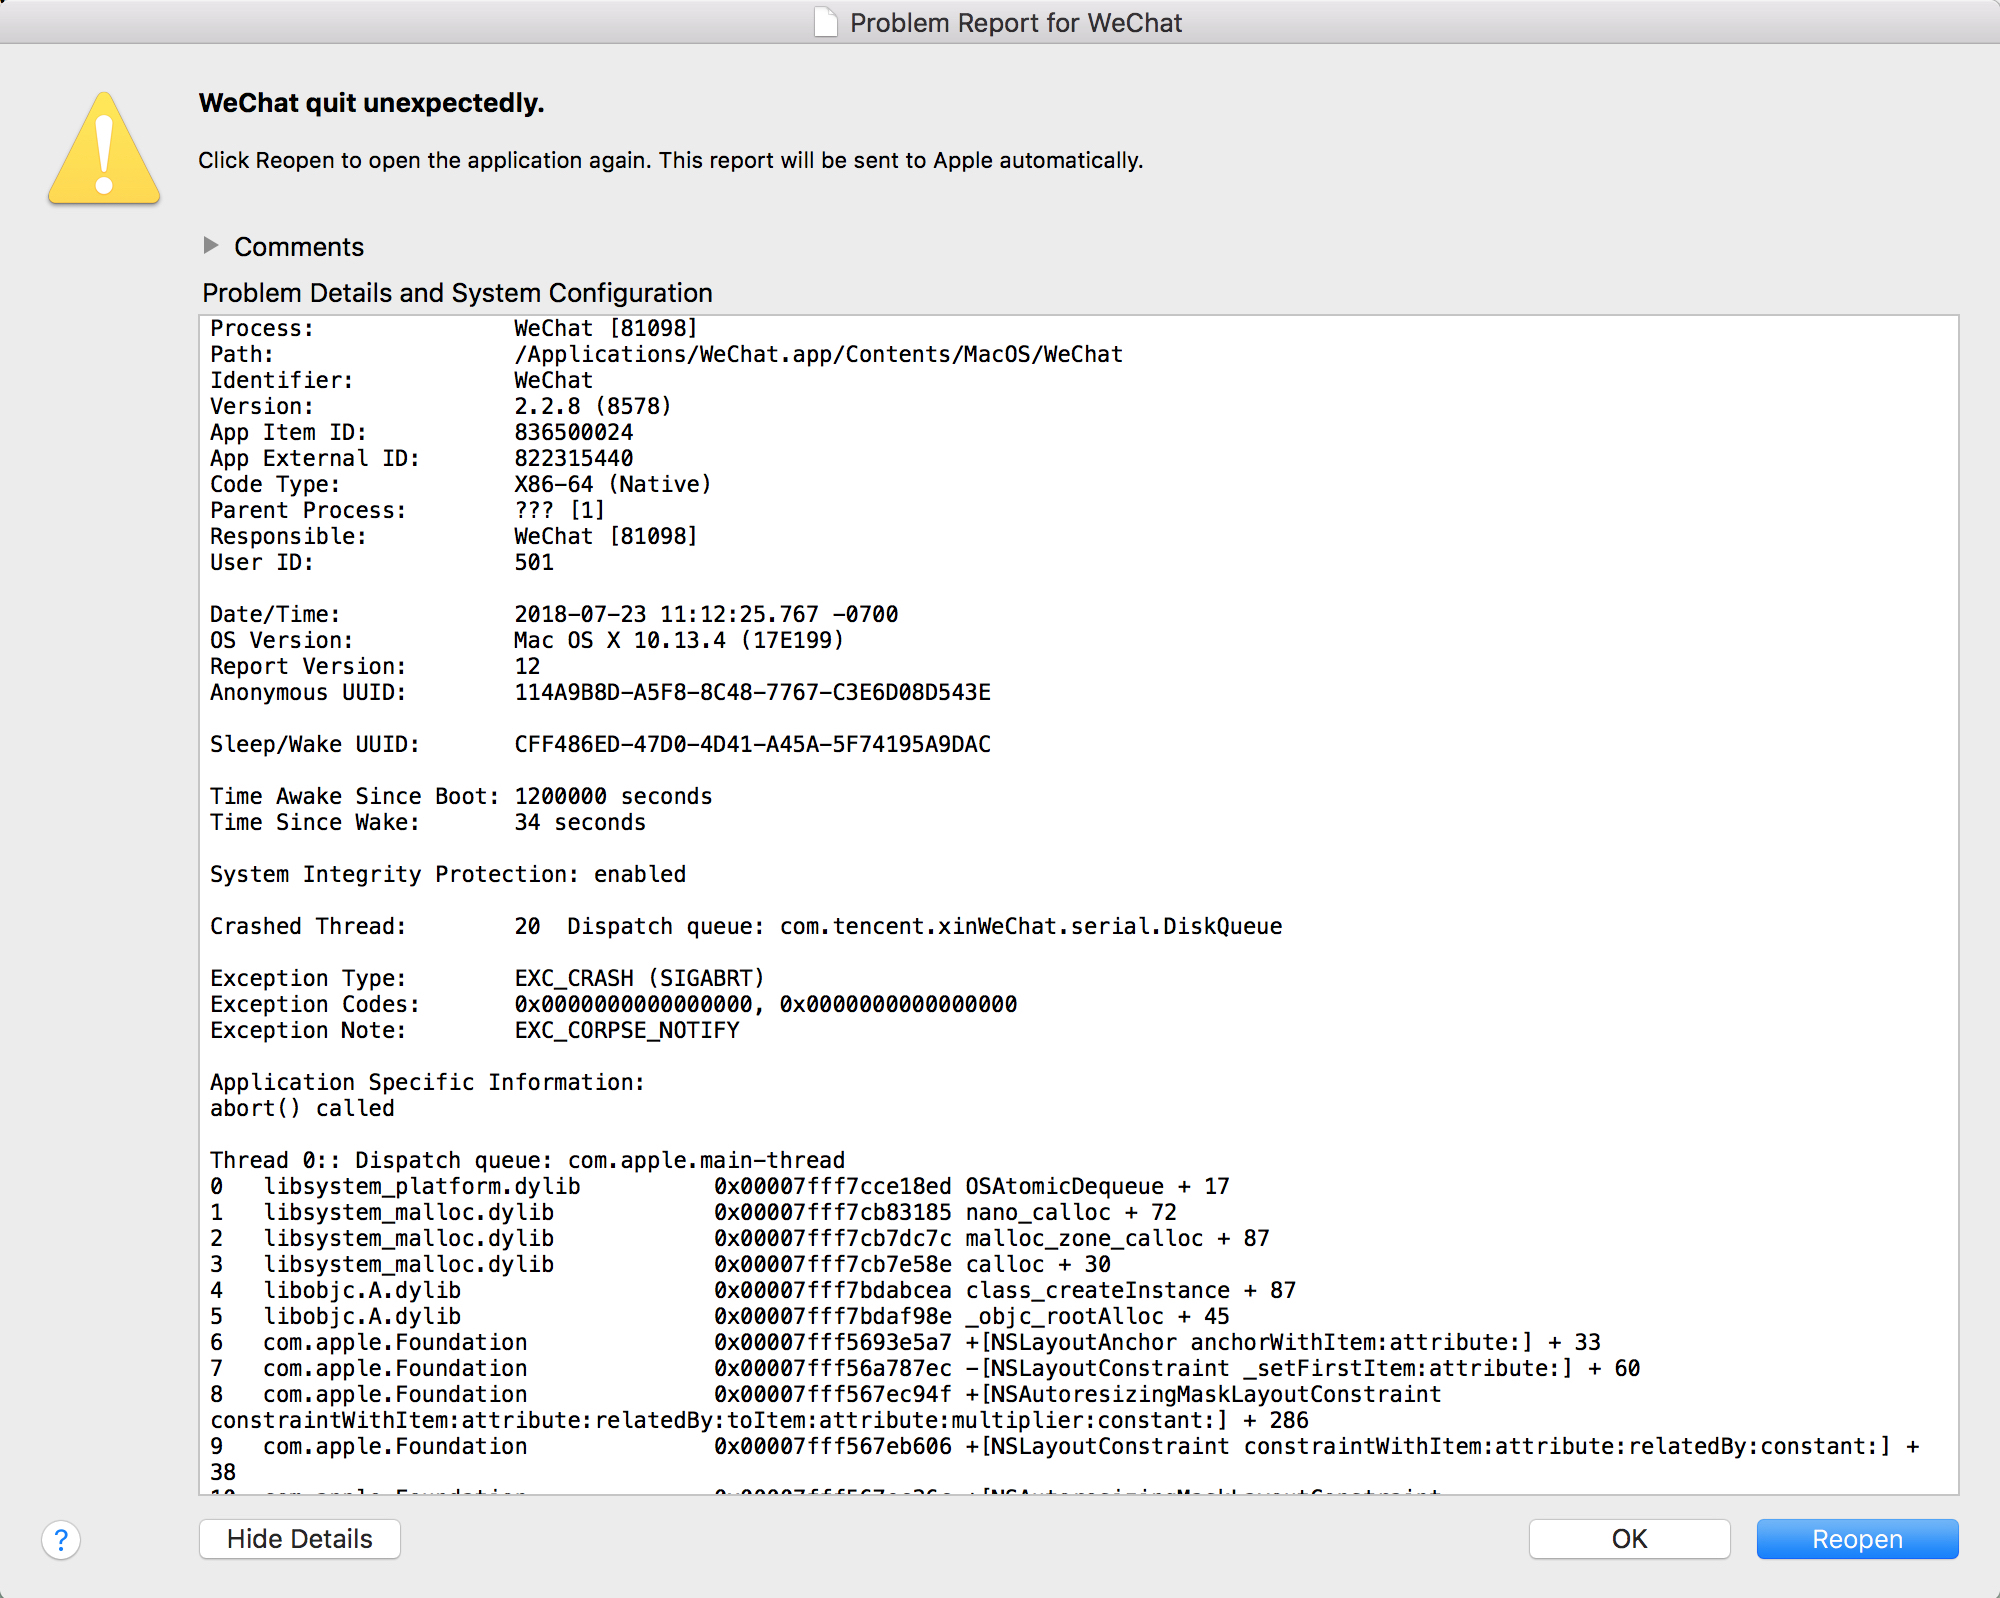 Problem Report for WeChat
WeChat quit unexpectedly.
Click Reopen to open the application again. This report will be sent to Apple automatically.
Comments
Problem Details and System Configuration
Process: WeChat [81098]
Path: /Applications/WeChat.app/Contents/MacOS/WeChat
Identifier: WeChat
Version: 2.2.8 (8578)
App Item ID: 836500024
App External ID: 822315440
Code Type: X86-64 (Native)
Parent Process: ??? [1]
Responsible: WeChat [81098]
User ID: 501
Date/Time: 2018-07-23 11:12:25.767 -0700
OS Version: Mac OS X 10.13.4 (17E199)
Report Version: 12
Anonymous UUID: 114A9B8D-A5F8-8C48-7767-C3E6D08D543E
Sleep/Wake UUID: CFF486ED-47D0-4D41-A45A-5F74195A9DAC
Time Awake Since Boot: 1200000 seconds
Time Since Wake: 34 seconds
System Integrity Protection: enabled
Crashed Thread: 20 Dispatch queue: com.tencent.xinWeChat.serial.DiskQueue
Exception Type: EXC_CRASH (SIGABRT)
Exception Codes: 0x0000000000000000, 0x0000000000000000
Exception Note: EXC_CORPSE_NOTIFY
Application Specific Information:
abort() called
Thread 0:: Dispatch queue: com.apple.main-thread
0 libsystem_platform.dylib 0x00007fff7cce18ed OSAtomicDequeue + 17
1 libsystem_malloc.dylib 0x00007fff7cb83185 nano_calloc + 72
2 libsystem_malloc.dylib 0x00007fff7cb7dc7c malloc_zone_calloc + 87
3 libsystem_malloc.dylib 0x00007fff7cb7e58e calloc + 30
4 libobjc.A.dylib 0x00007fff7bdabcea class_createInstance + 87
5 libobjc.A.dylib 0x00007fff7bdaf98e _objc_rootAlloc + 45
6 com.apple.Foundation 0x00007fff5693e5a7 +[NSLayoutAnchor anchorWithItem:attribute:] + 33
7 com.apple.Foundation 0x00007fff56a787ec -[NSLayoutConstraint _setFirstItem:attribute:] + 60
8 com.apple.Foundation 0x00007fff567ec94f +[NSAutoresizingMaskLayoutConstraint
constraintWithItem:attribute:relatedBy:toItem:attribute:multiplier:constant:] + 286
9 com.apple.Foundation 0x00007fff567eb606 +[NSLayoutConstraint constraintWithItem:attribute:relatedBy:constant:] +
38
?
Hide Details
OK
Reopen